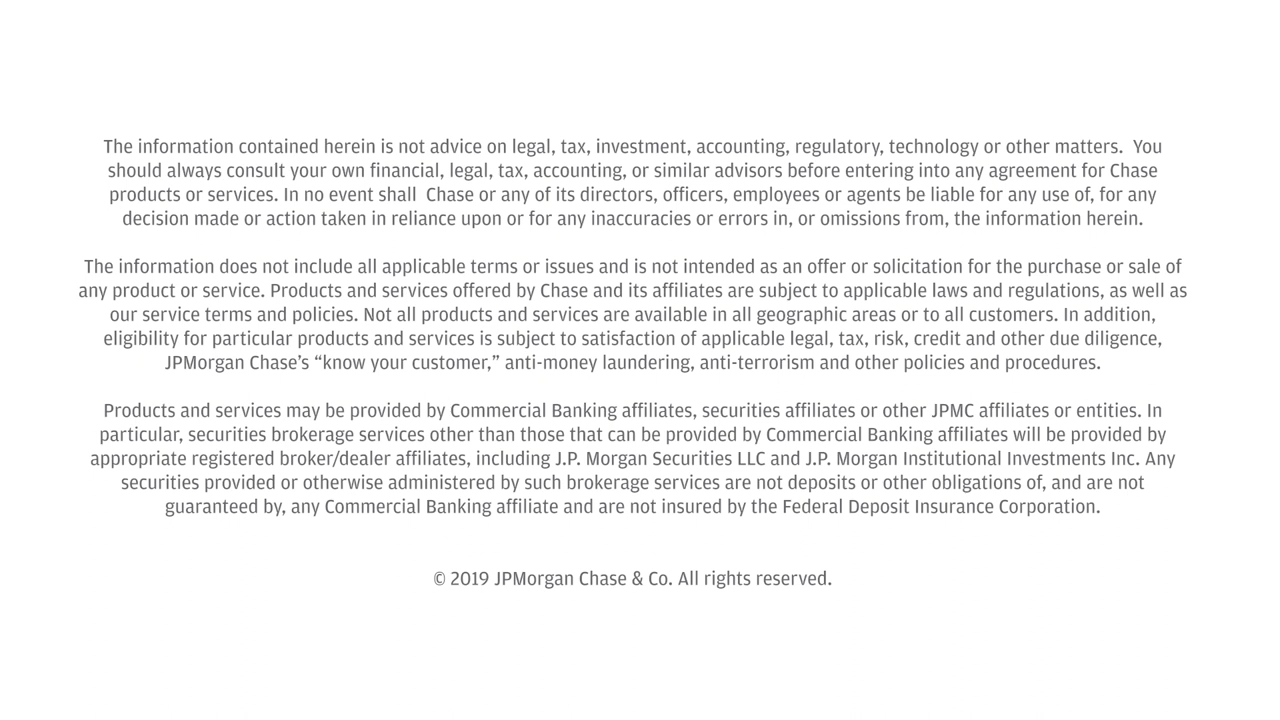 The information contained herein is not advice on legal, tax, investment, accounting, regulatory, technology or other matters.  You
should always consult your own financial, legal, tax, accounting, or similar advisors before entering into any agreement for Chase
products or services. In no event shall  Chase or any of its directors, officers, employees or agents be liable for any use of, for any
decision made or action taken in reliance upon or for any inaccuracies or errors in, or omissions from, the information herein.
The information does not include all applicable terms or issues and is not intended as an offer or solicitation for the purchase or sale of
any product or service. Products and services offered by Chase and its affiliates are subject to applicable laws and regulations, as well as
our service terms and policies. Not all products and services are available in all geographic areas or to all customers. In addition,
eligibility for particular products and services is subject to satisfaction of applicable legal, tax, risk, credit and other due diligence,
JPMorgan Chase’s “know your customer,” anti-money laundering, anti-terrorism and other policies and procedures.
Products and services may be provided by Commercial Banking affiliates, securities affiliates or other JPMC affiliates or entities. In
particular, securities brokerage services other than those that can be provided by Commercial Banking affiliates will be provided by
appropriate registered broker/dealer affiliates, including J.P. Morgan Securities LLC and J.P. Morgan Institutional Investments Inc. Any
securities provided or otherwise administered by such brokerage services are not deposits or other obligations of, and are not
guaranteed by, any Commercial Banking affiliate and are not insured by the Federal Deposit Insurance Corporation.
© 2019 JPMorgan Chase & Co. All rights reserved.